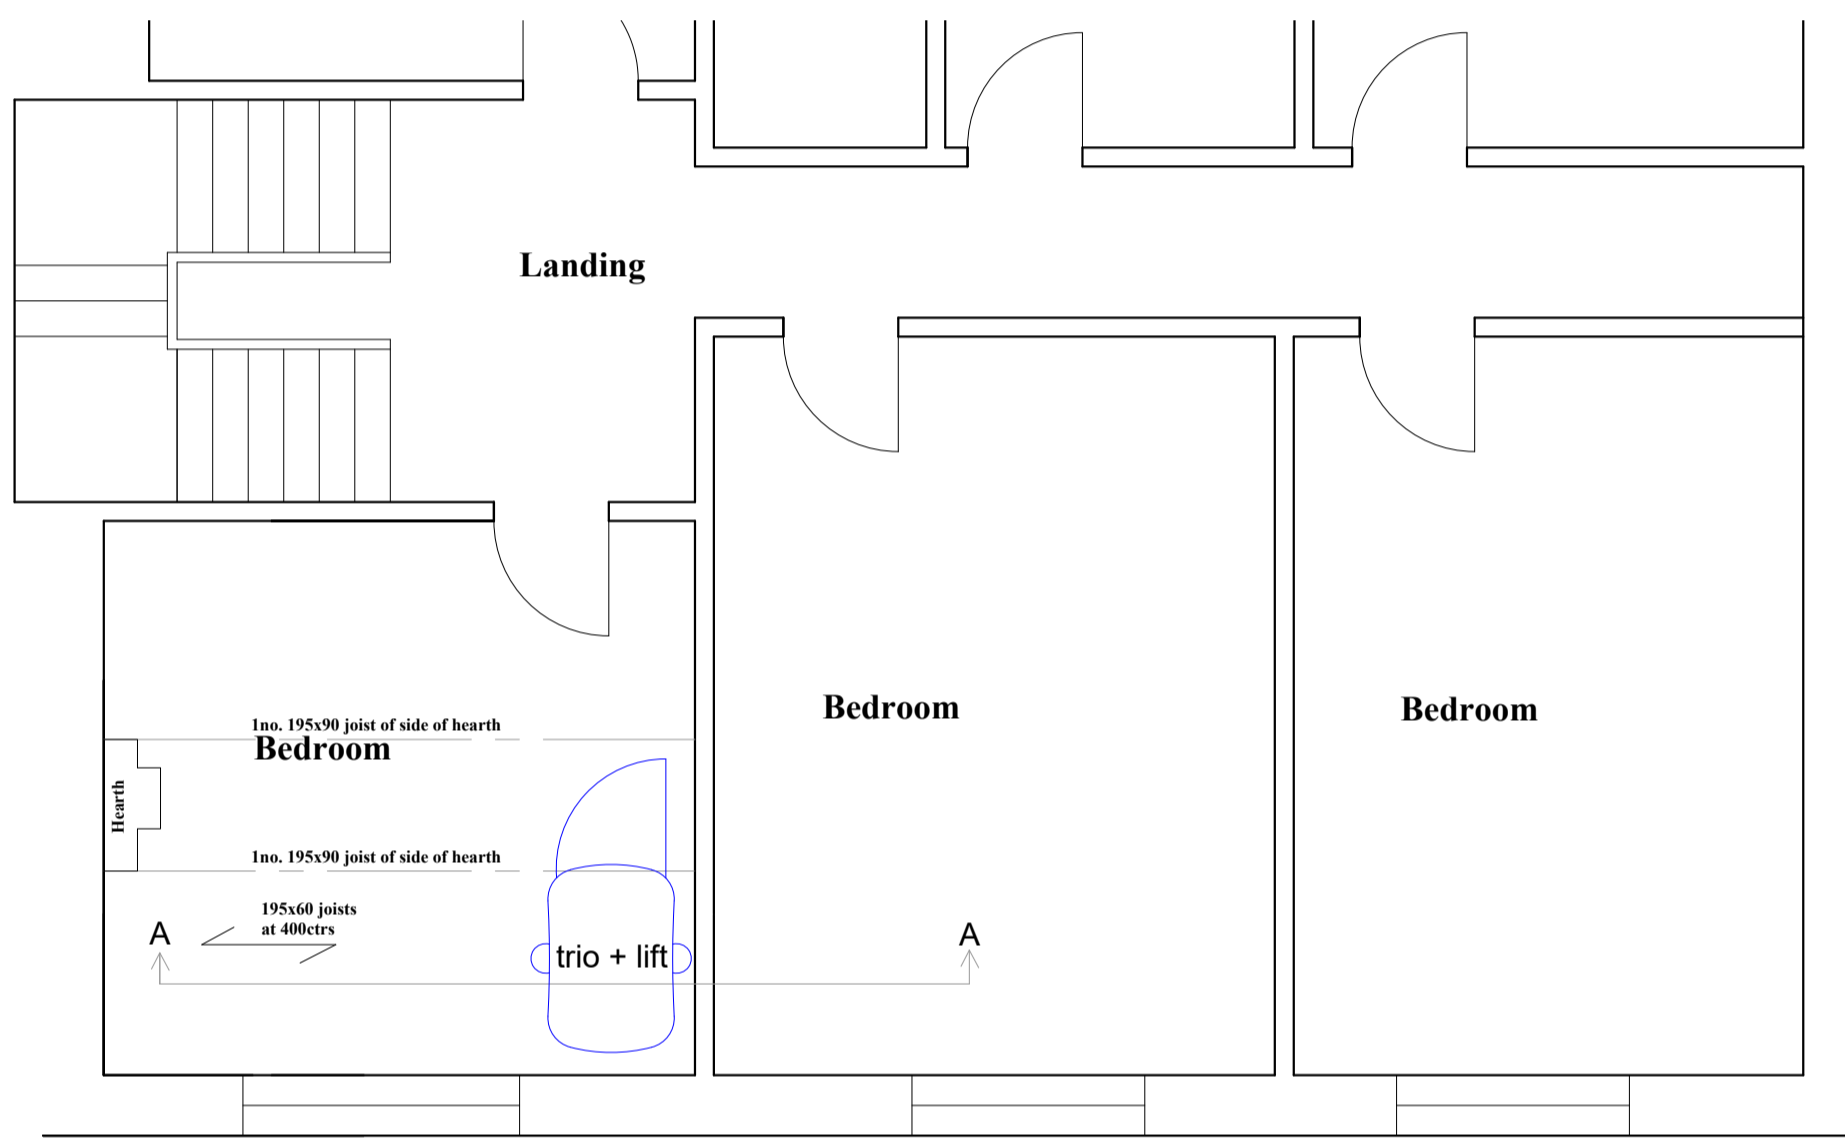 Landing
Bedroom
Bedroom
1no. 195x90 joist of side of hearth
Bedroom
Hearth
1no. 195x90 joist of side of hearth
195x60 joists
at 400ctrs
A
A
trio + lift